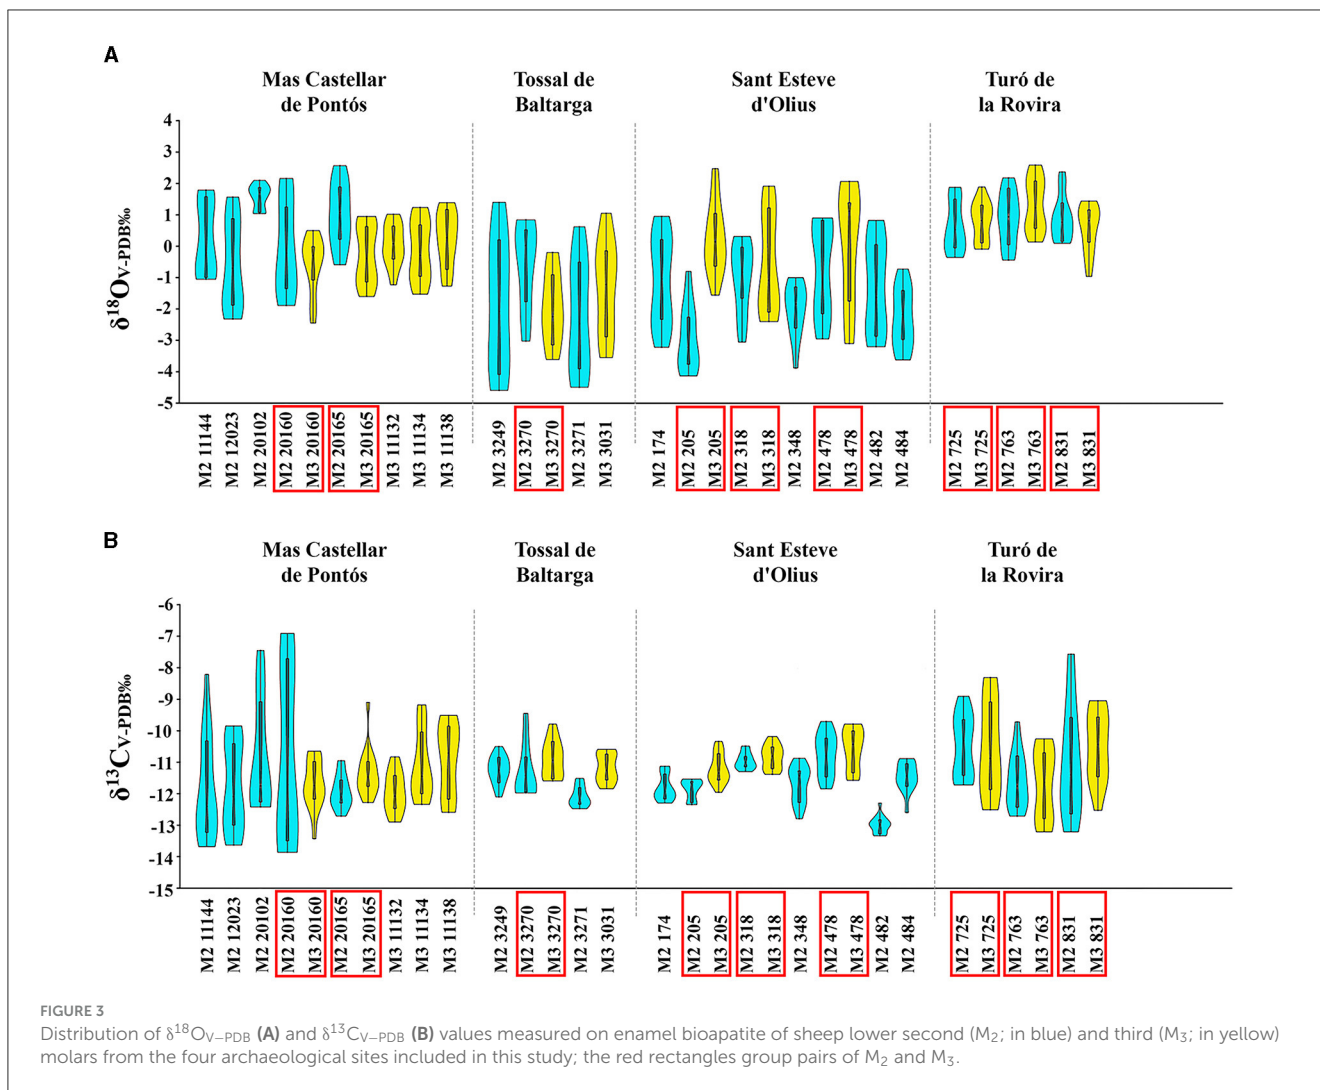 A
Mas Castellar
de Pontós
Tossal de
Baltarga
Sant Esteve
d'Olius
Turó de
la Rovira
δ18OV-PDB‰
4
3
2
1
0
-1
-2
-3
-4
-5
M2 11144
M2 12023
M2 20102
M2 20160
M3 20160
M2 20165
M3 20165
M3 11132
M3 11134
M3 11138
M2 3249
M2 3270
M3 3270
M2 3271
M3 3031
M2 174
M2 205
M3 205
M2 318
M3 318
M2 348
M2 478
M3 478
M2 482
M2 484
M2 725
M3 725
M2 763
M3 763
M2 831
M3 831
B
Mas Castellar
de Pontós
Tossal de
Baltarga
Sant Esteve
d'Olius
Turó de
la Rovira
δ13CV-PDB‰
-6
-7
-8
-9
-10
-11
-12
-13
-14
-15
M2 11144
M2 12023
M2 20102
M2 20160
M3 20160
M2 20165
M3 20165
M3 11132
M3 11134
M3 11138
M2 3249
M2 3270
M3 3270
M2 3271
M3 3031
M2 174
M2 205
M3 205
M2 318
M3 318
M2 348
M2 478
M3 478
M2 482
M2 484
M2 725
M3 725
M2 763
M3 763
M2 831
M3 831
FIGURE 3
Distribution of δ18OV−PDB (A) and δ13CV−PDB (B) values measured on enamel bioapatite of sheep lower second (M2; in blue) and third (M3; in yellow)
molars from the four archaeological sites included in this study; the red rectangles group pairs of M2 and M3.